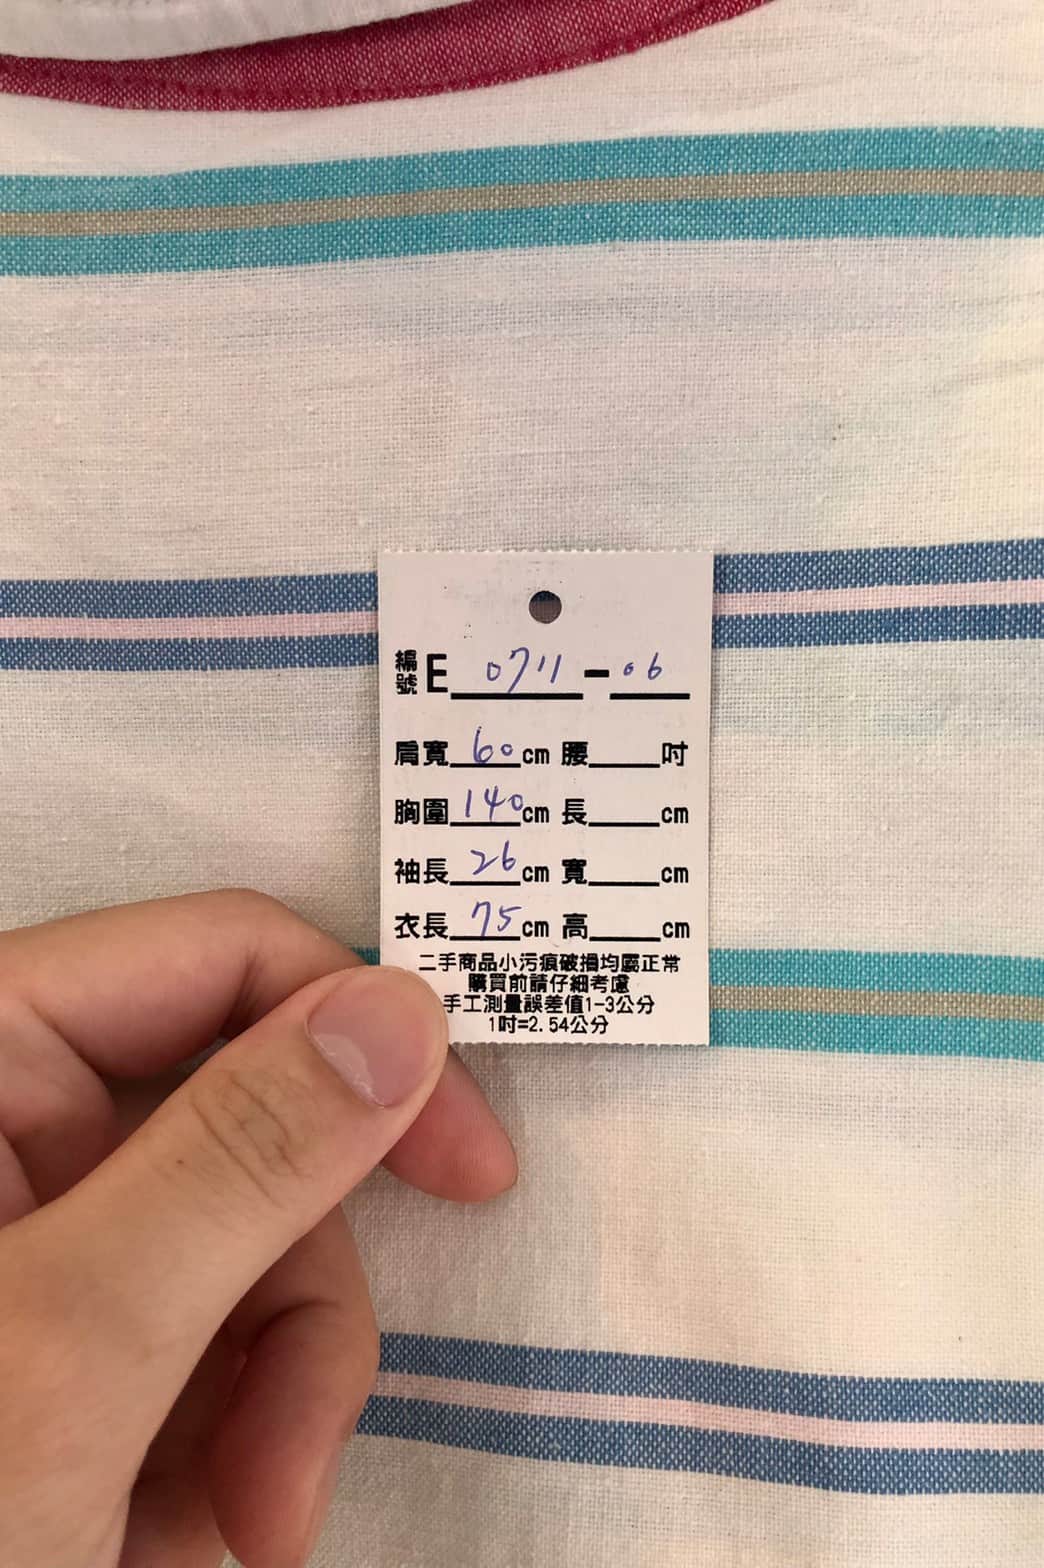 編號E 0711-06
肩寬 60 cm 腰 吋
胸圍 140 cm 長 cm
袖長 26 cm 寬 cm
衣長 75 cm 高 cm
二手商品小污痕破損均屬正常
購買前請仔細考慮
手工測量誤差值1-3公分
1吋=2.54公分